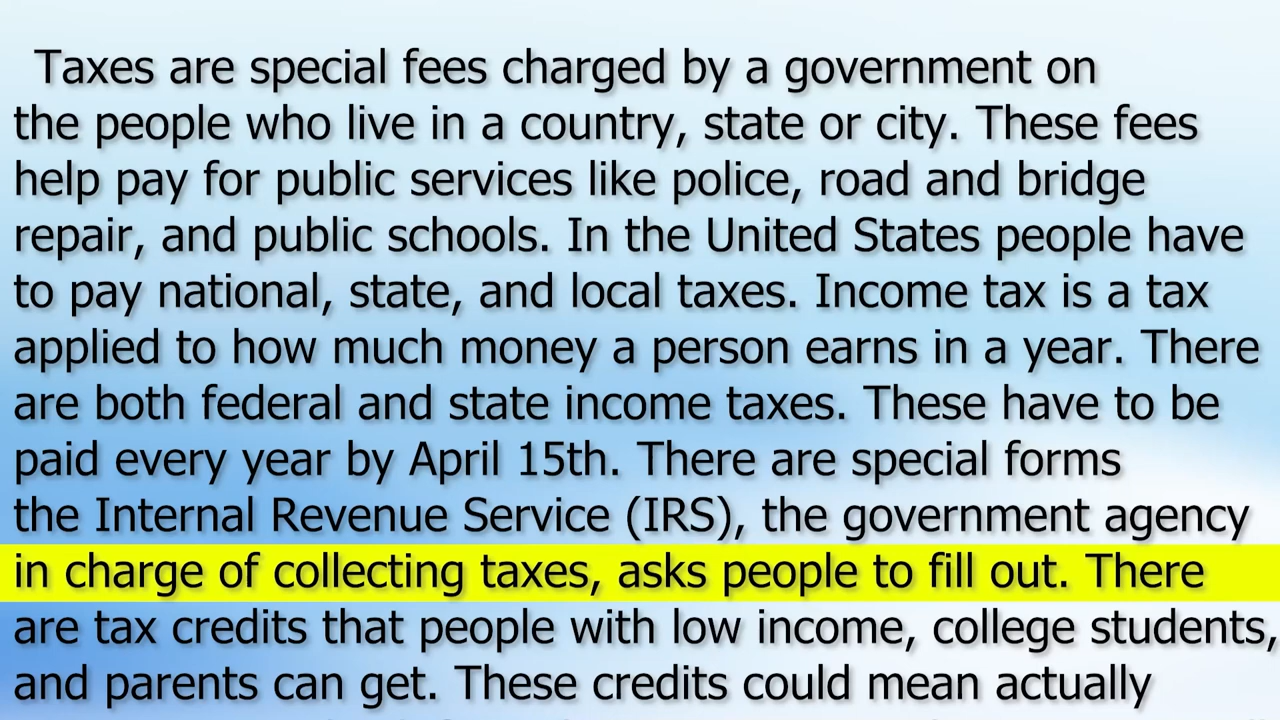 Taxes are special fees charged by a government on
the people who live in a country, state or city. These fees
help pay for public services like police, road and bridge
repair, and public schools. In the United States people have
to pay national, state, and local taxes. Income tax is a tax
applied to how much money a person earns in a year. There
are both federal and state income taxes. These have to be
paid every year by April 15th. There are special forms
the Internal Revenue Service (IRS), the government agency
in charge of collecting taxes, asks people to fill out. There
are tax credits that people with low income, college students,
and parents can get. These credits could mean actually